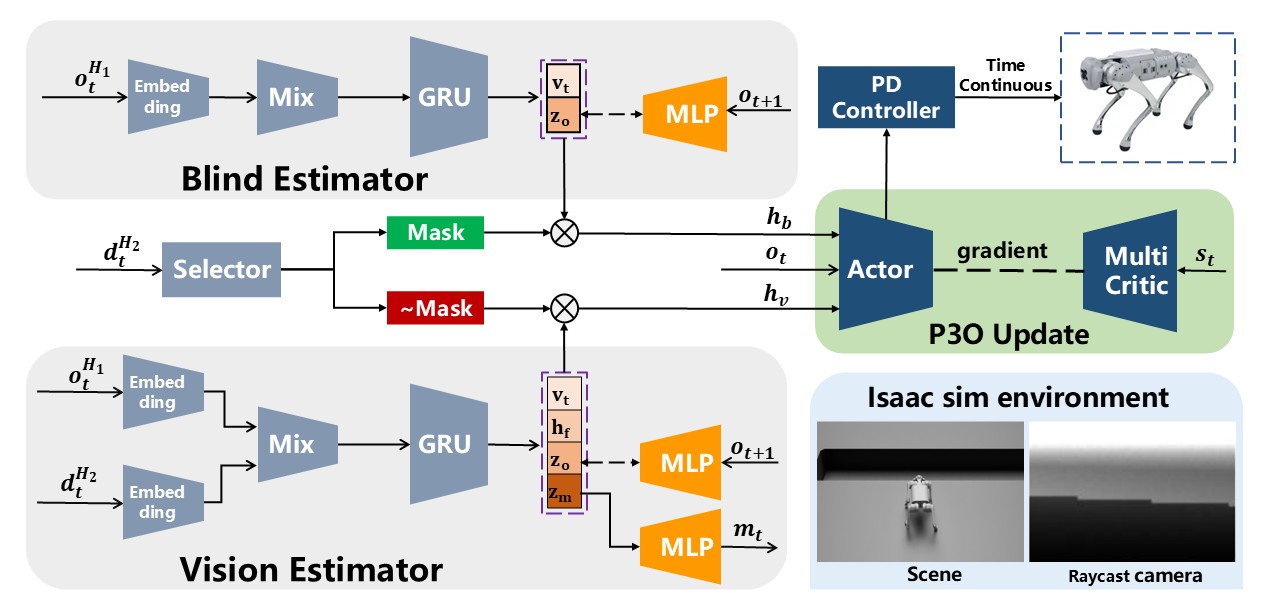 o_t^{H_1}
Embed
ding
Mix
GRU
v_t
z_o
MLP
o_{t+1}
Blind Estimator
PD
Controller
Time
Continuous
d_t^{H_2}
Selector
Mask
~Mask
h_b
o_t
h_v
Actor
gradient
Multi
Critic
s_t
P3O Update
o_t^{H_1}
Embed
ding
d_t^{H_2}
Embed
ding
Mix
GRU
v_t
h_f
z_o
z_m
MLP
o_{t+1}
MLP
m_t
Vision Estimator
Isaac sim environment
Scene
Raycast camera